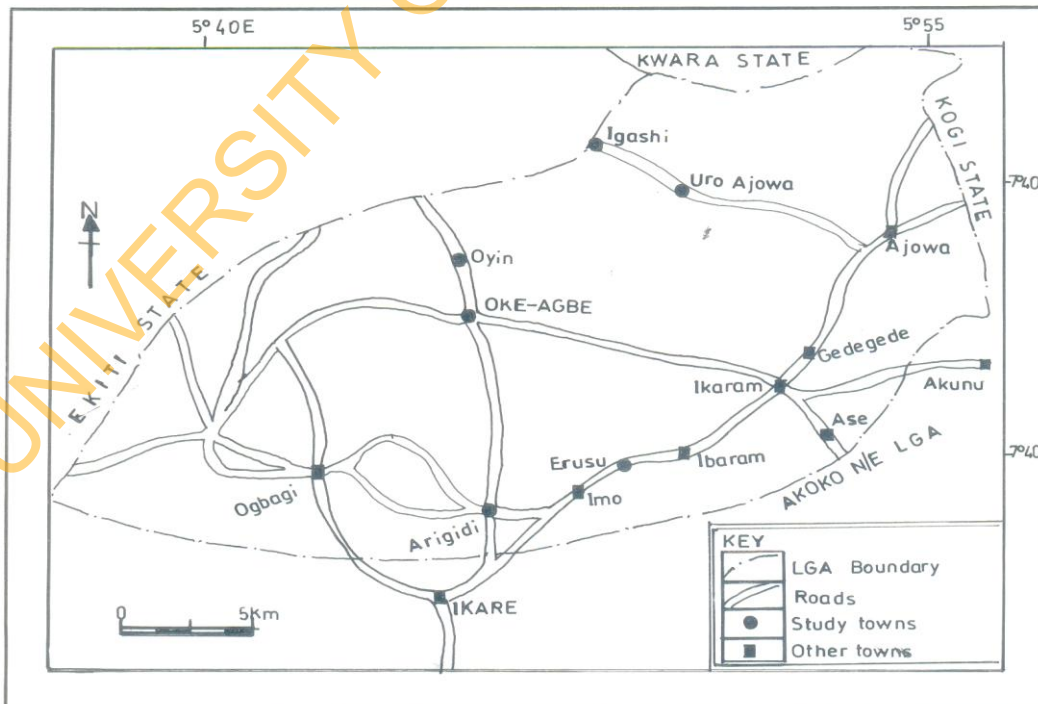 5° 40E
5° 55
KWARA STATE
KOGI STATE
Igashi
7°40
Uro Ajowa
N
Ajowa
Oyin
EKITI STATE
OKE-AGBE
Gedegede
Ikaram
Akunu
Ase
AKOKO N/E LGA
7°40
Erusu
Ibaram
Ogbagi
Imo
Arigidi
IKARE
0 5Km
KEY
LGA Boundary
Roads
Study towns
Other towns
UNIVERSITY